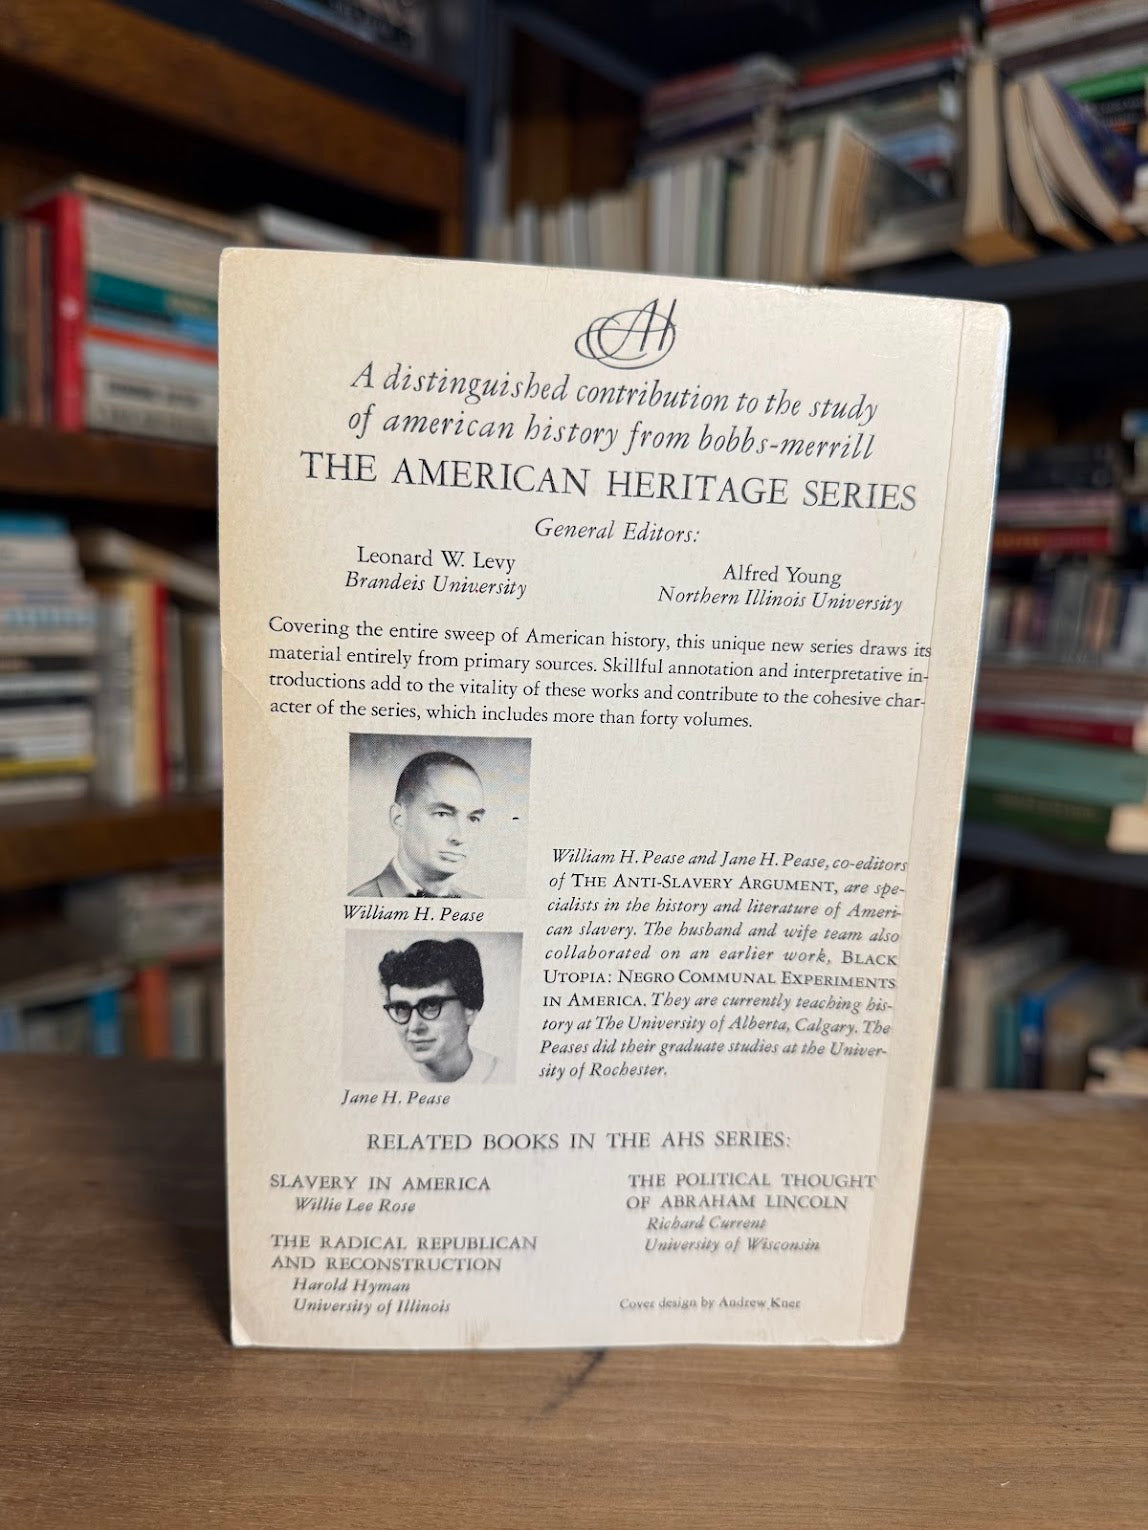 AH
A distinguished contribution to the study
of american history from bobbs-merrill
THE AMERICAN HERITAGE SERIES
General Editors:
Leonard W. Levy
Brandeis University
Alfred Young
Northern Illinois University
Covering the entire sweep of American history, this unique new series draws its
material entirely from primary sources. Skillful annotation and interpretative in-
troductions add to the vitality of these works and contribute to the cohesive char-
acter of the series, which includes more than forty volumes.
William H. Pease
Jane H. Pease
William H. Pease and Jane H. Pease, co-editors
of THE ANTI-SLAVERY ARGUMENT, are spe-
cialists in the history and literature of Ameri-
can slavery. The husband and wife team also
collaborated on an earlier work, BLACK
UTOPIA: NEGRO COMMUNAL EXPERIMENTS
IN AMERICA. They are currently teaching his-
tory at The University of Alberta, Calgary. The
Peases did their graduate studies at the Univer-
sity of Rochester.
RELATED BOOKS IN THE AHS SERIES:
SLAVERY IN AMERICA
Willie Lee Rose
THE RADICAL REPUBLICAN
AND RECONSTRUCTION
Harold Hyman
University of Illinois
THE POLITICAL THOUGHT
OF ABRAHAM LINCOLN
Richard Current
University of Wisconsin
Cover design by Andrew Kner